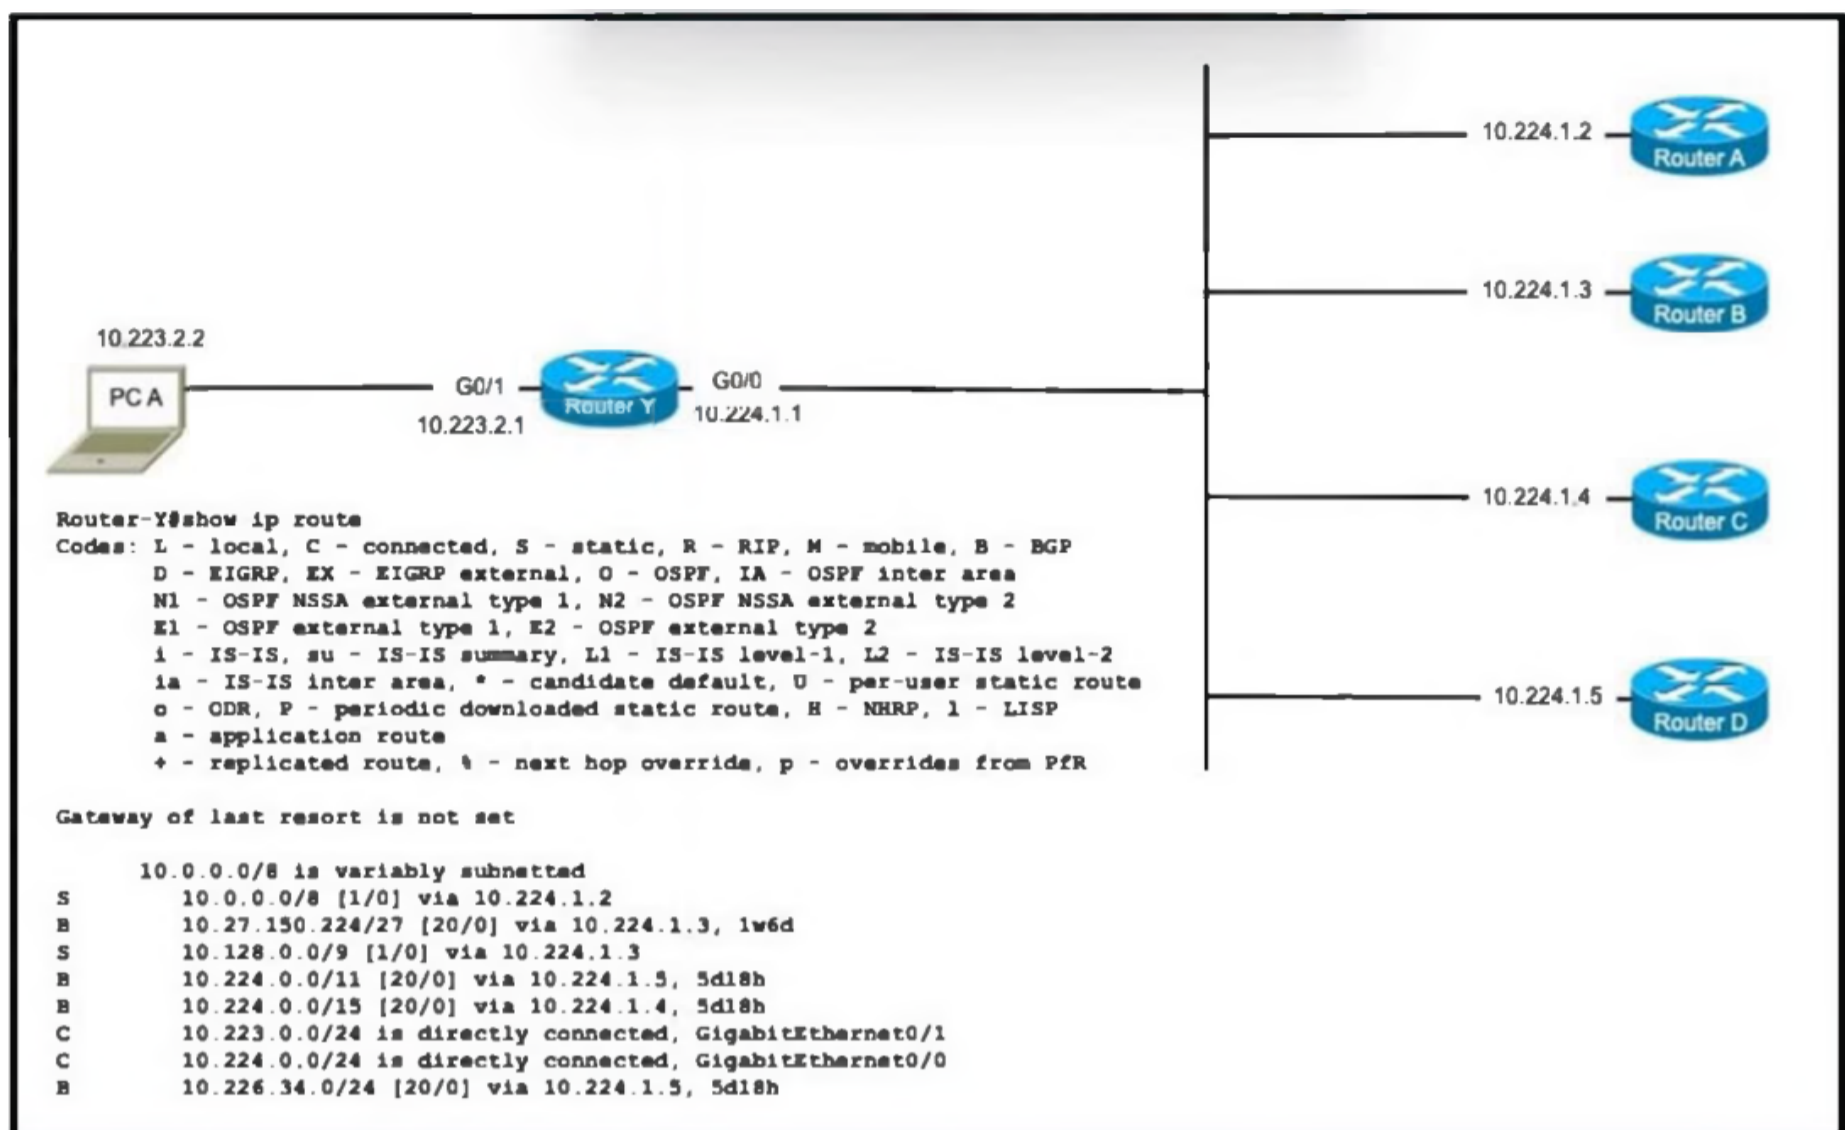 10.224.1.2
Router A
10.224.1.3
Router B
10.223.2.2
PC A
G0/1
10.223.2.1
Router Y
G0/0
10.224.1.1
10.224.1.4
Router C
10.224.1.5
Router D
Router-Y#show ip route
Codes: L - local, C - connected, S - static, R - RIP, M - mobile, B - BGP
D - EIGRP, EX - EIGRP external, O - OSPF, IA - OSPF inter area
N1 - OSPF NSSA external type 1, N2 - OSPF NSSA external type 2
E1 - OSPF external type 1, E2 - OSPF external type 2
i - IS-IS, su - IS-IS summary, L1 - IS-IS level-1, L2 - IS-IS level-2
ia - IS-IS inter area, * - candidate default, U - per-user static route
o - ODR, P - periodic downloaded static route, H - NHRP, l - LISP
a - application route
+ - replicated route, % - next hop override, p - overrides from PfR
Gateway of last resort is not set
10.0.0.0/8 is variably subnetted
S 10.0.0.0/8 [1/0] via 10.224.1.2
B 10.27.150.224/27 [20/0] via 10.224.1.3, 1w6d
S 10.128.0.0/9 [1/0] via 10.224.1.3
B 10.224.0.0/11 [20/0] via 10.224.1.5, 5d18h
B 10.224.0.0/15 [20/0] via 10.224.1.4, 5d18h
C 10.223.0.0/24 is directly connected, GigabitEthernet0/1
C 10.224.0.0/24 is directly connected, GigabitEthernet0/0
B 10.226.34.0/24 [20/0] via 10.224.1.5, 5d18h